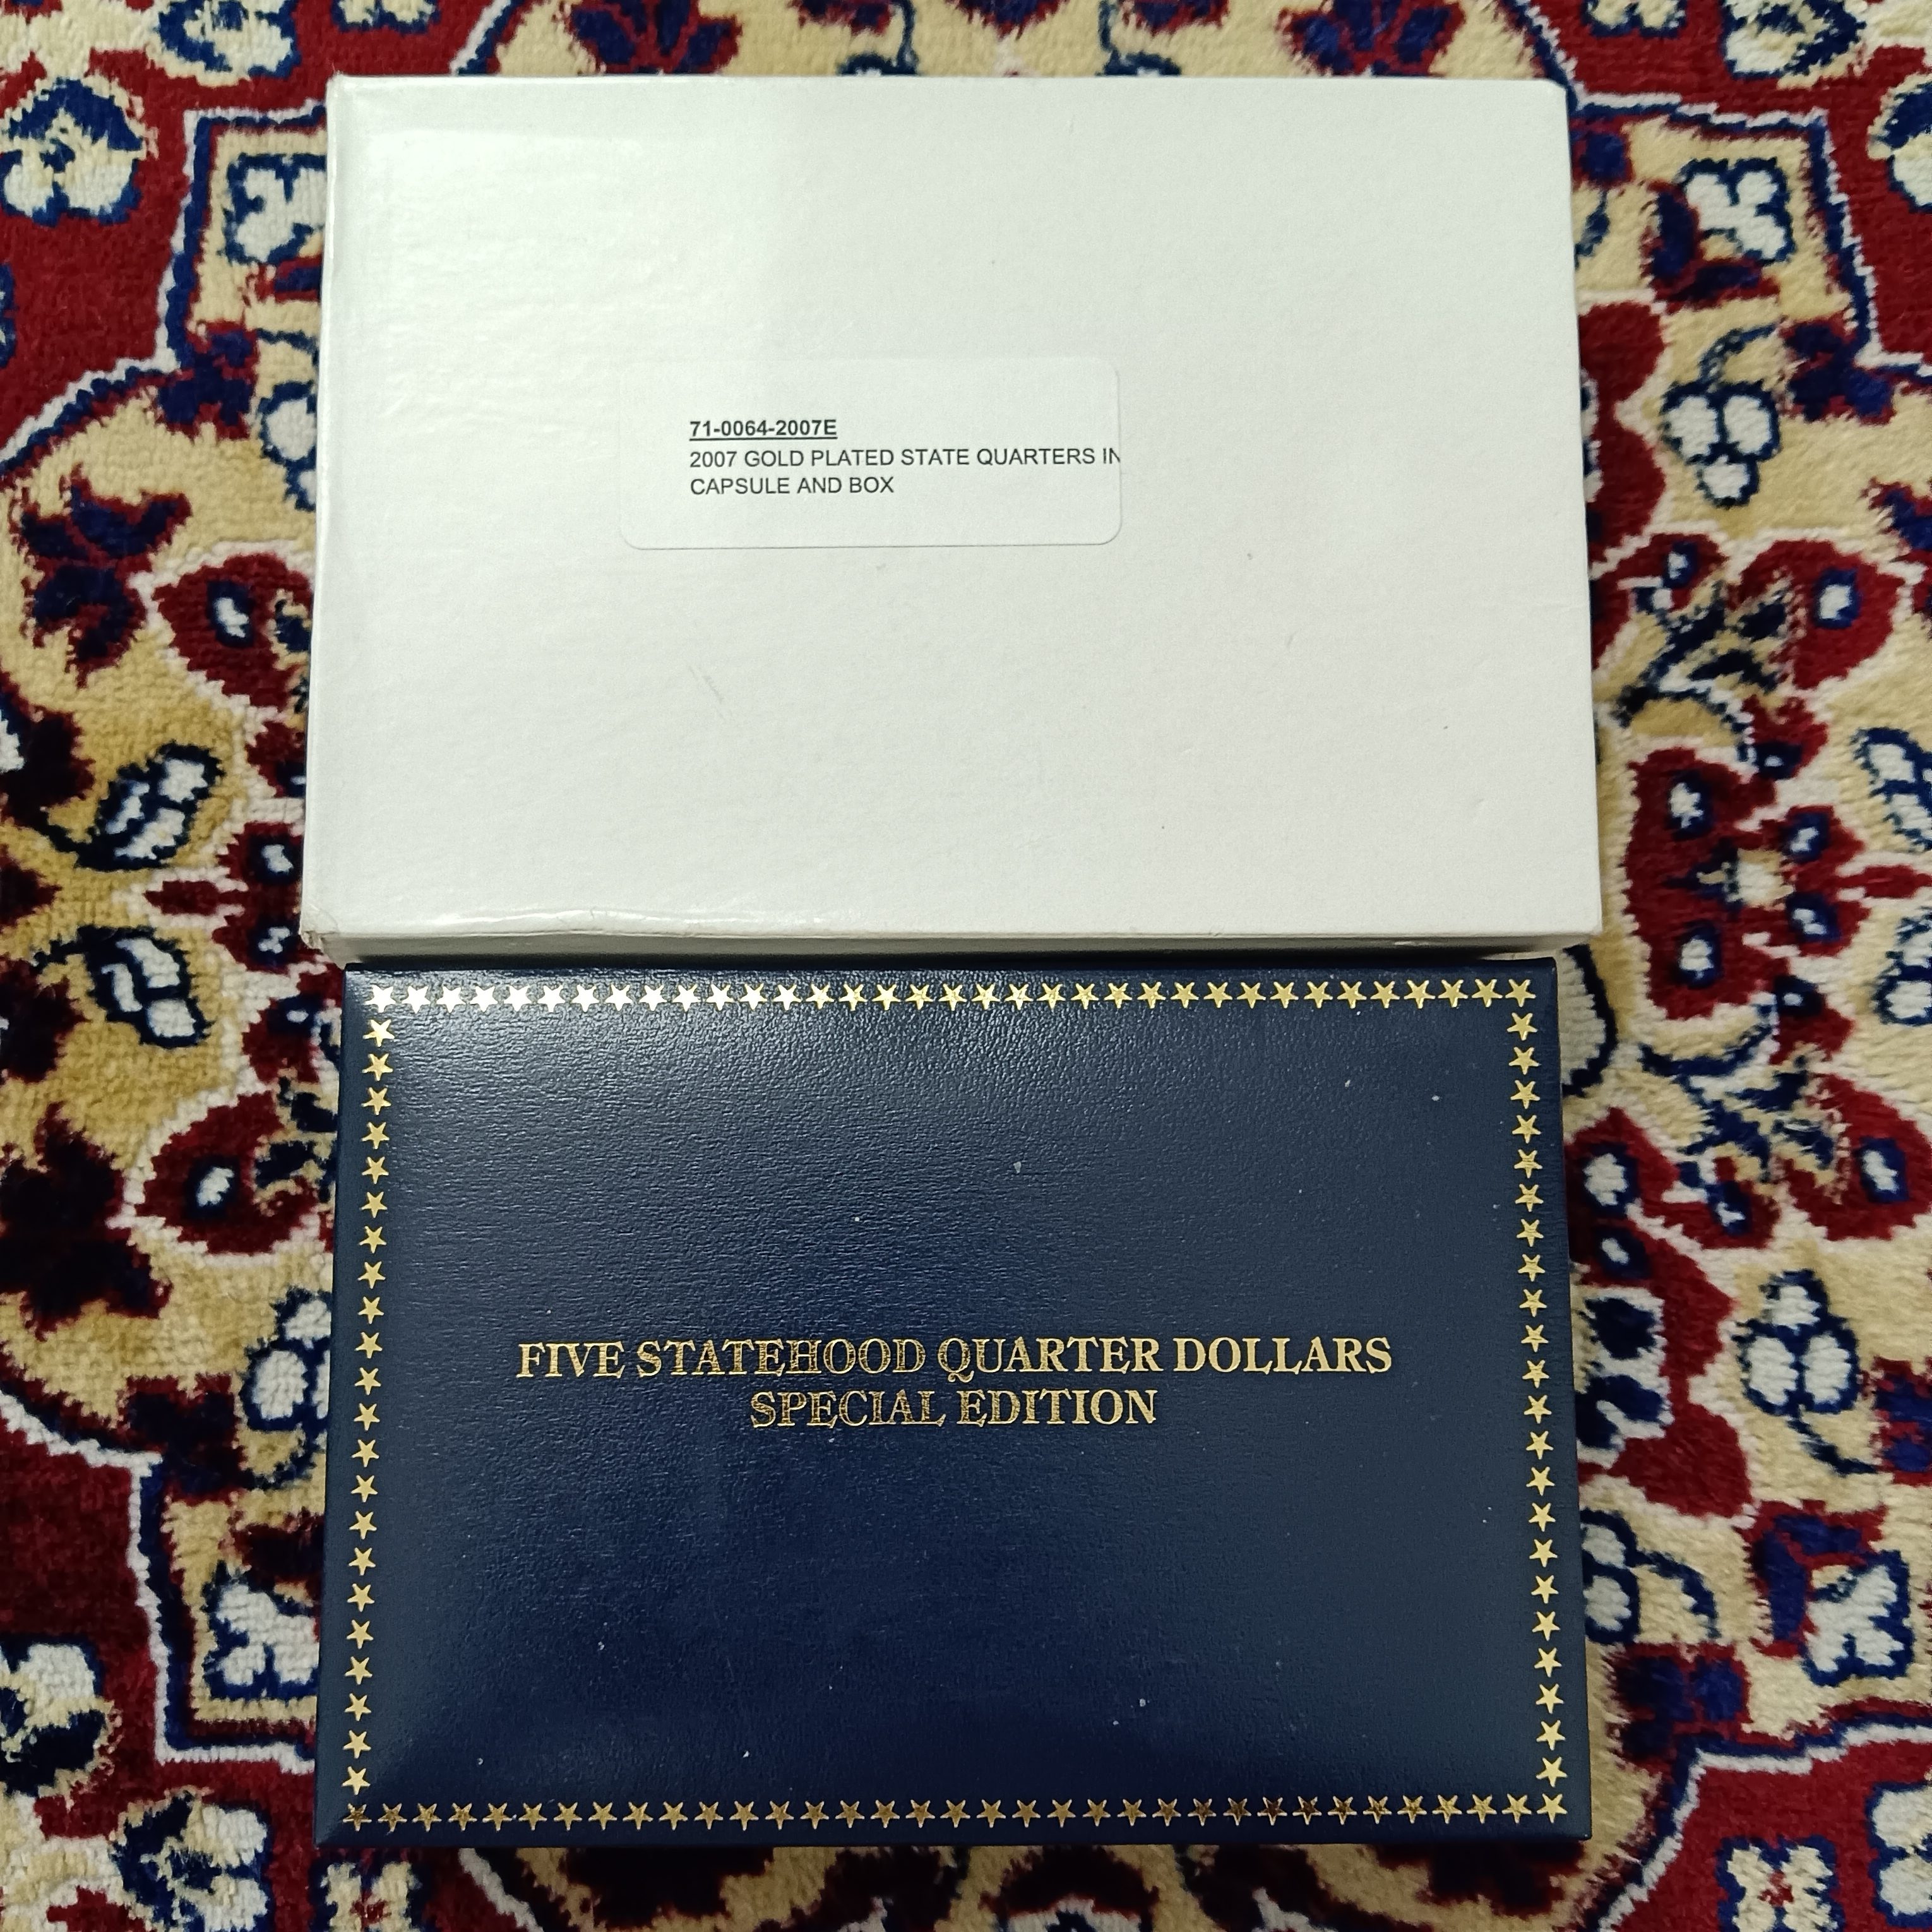 71-0064-2007E
2007 GOLD PLATED STATE QUARTERS IN
CAPSULE AND BOX
FIVE STATEHOOD QUARTER DOLLARS
SPECIAL EDITION